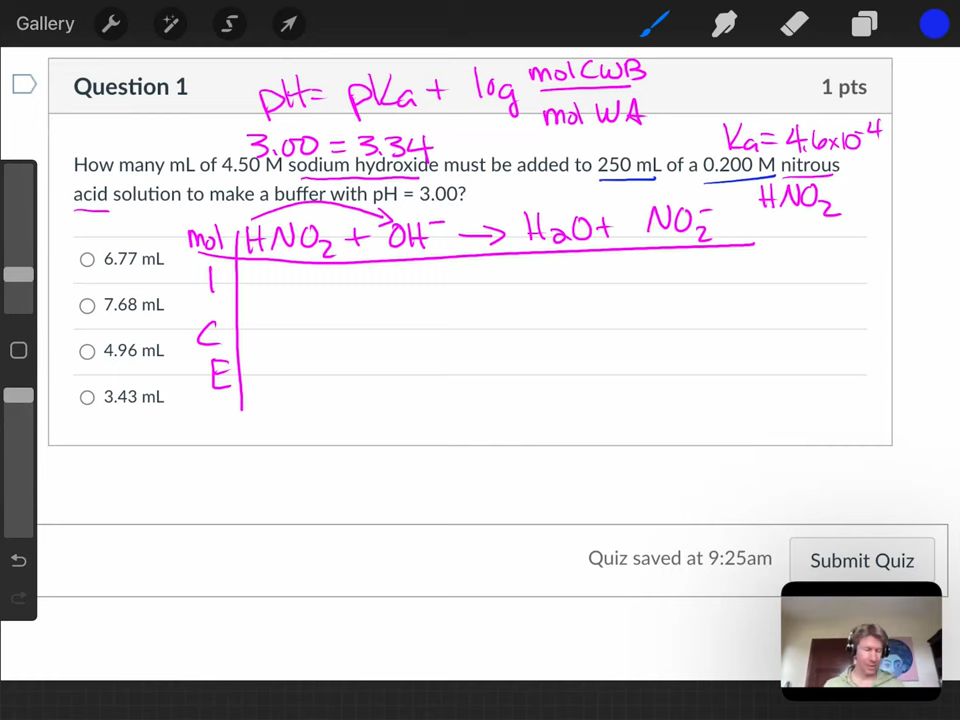 Gallery
Question 1
1 pts
pH= pKa + log mol CWB
mol WA
3.00 = 3.34
Ka = 4.6x10-4
How many mL of 4.50 M sodium hydroxide must be added to 250 mL of a 0.200 M nitrous
acid solution to make a buffer with pH = 3.00?
HNO2
mol HNO2 + OH- → H2O + NO2-
6.77 mL
I
7.68 mL
C
4.96 mL
E
3.43 mL
Quiz saved at 9:25am
Submit Quiz